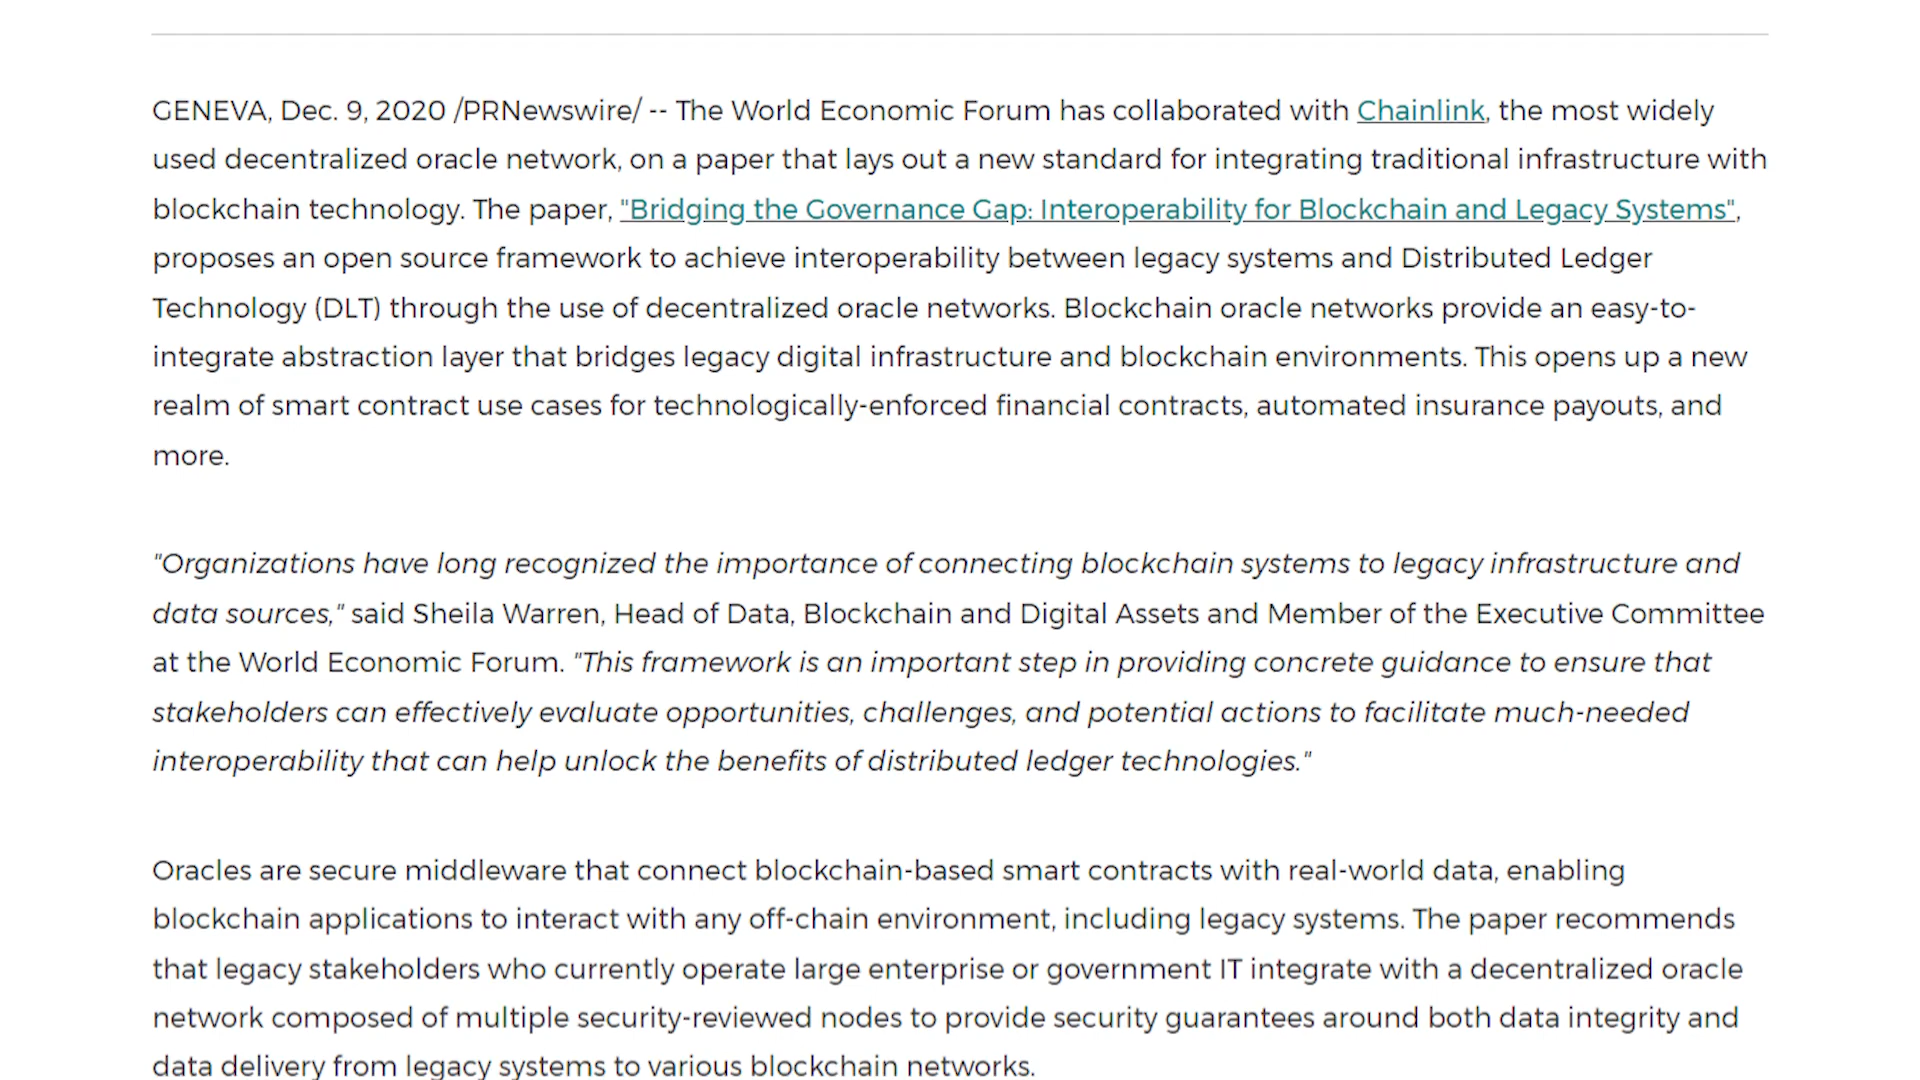 GENEVA, Dec. 9, 2020 /PRNewswire/ -- The World Economic Forum has collaborated with Chainlink, the most widely
used decentralized oracle network, on a paper that lays out a new standard for integrating traditional infrastructure with
blockchain technology. The paper, "Bridging the Governance Gap: Interoperability for Blockchain and Legacy Systems",
proposes an open source framework to achieve interoperability between legacy systems and Distributed Ledger
Technology (DLT) through the use of decentralized oracle networks. Blockchain oracle networks provide an easy-to-
integrate abstraction layer that bridges legacy digital infrastructure and blockchain environments. This opens up a new
realm of smart contract use cases for technologically-enforced financial contracts, automated insurance payouts, and
more.
"Organizations have long recognized the importance of connecting blockchain systems to legacy infrastructure and
data sources," said Sheila Warren, Head of Data, Blockchain and Digital Assets and Member of the Executive Committee
at the World Economic Forum. "This framework is an important step in providing concrete guidance to ensure that
stakeholders can effectively evaluate opportunities, challenges, and potential actions to facilitate much-needed
interoperability that can help unlock the benefits of distributed ledger technologies."
Oracles are secure middleware that connect blockchain-based smart contracts with real-world data, enabling
blockchain applications to interact with any off-chain environment, including legacy systems. The paper recommends
that legacy stakeholders who currently operate large enterprise or government IT integrate with a decentralized oracle
network composed of multiple security-reviewed nodes to provide security guarantees around both data integrity and
data delivery from legacy systems to various blockchain networks.